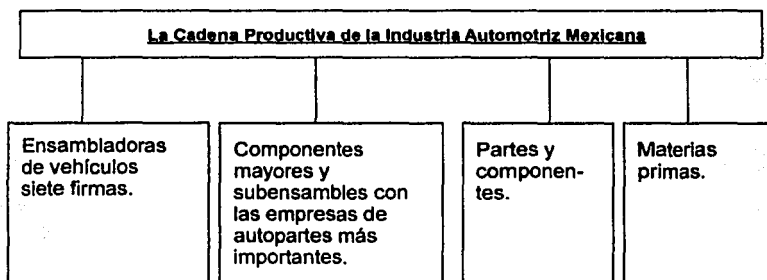 La Cadena Productiva de la Industria Automotriz Mexicana
Ensambladoras
de vehículos
siete firmas.
Componentes
mayores y
subensambles con
las empresas de
autopartes más
importantes.
Partes y
componen-
tes.
Materias
primas.